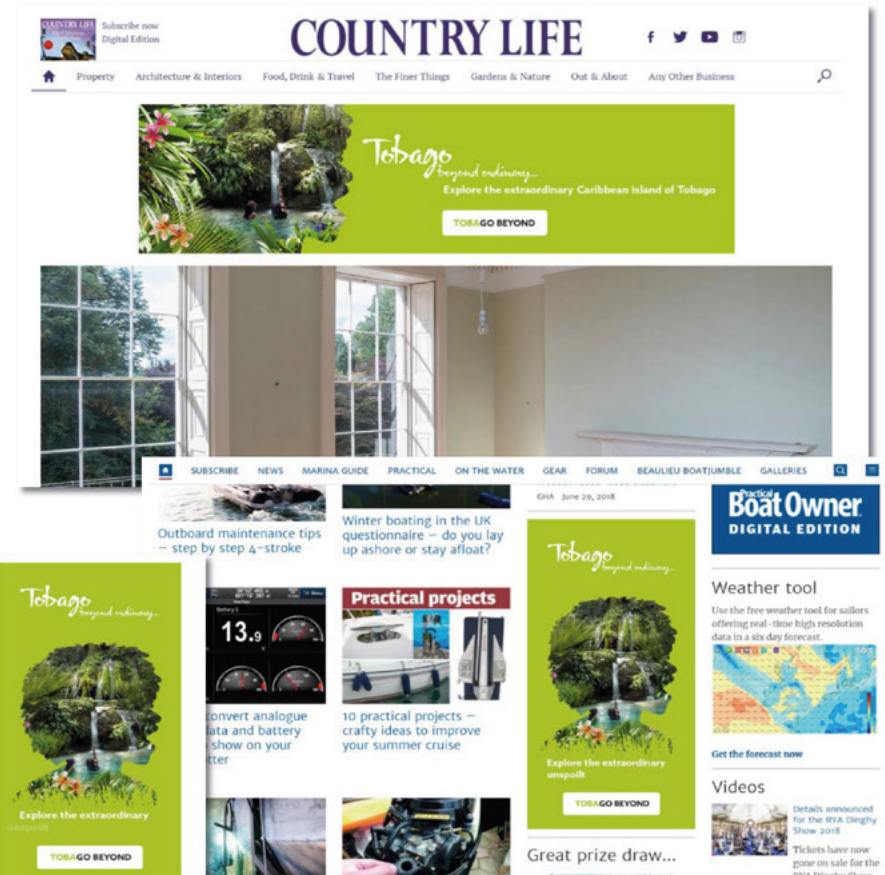 COUNTRY LIFE
Subscribe now
Digital Edition
COUNTRY LIFE
f
Property Architecture & Interiors Food, Drink & Travel The Finer Things Gardens & Nature Out & About Any Other Business
Tobago
beyond ordinary...
Explore the extraordinary Caribbean island of Tobago
TOBAGO BEYOND
SUBSCRIBE NEWS MARINA GUIDE PRACTICAL ON THE WATER GEAR FORUM BEAULIEU BOATJUMBLE GALLERIES
Outboard maintenance tips
– step by step 4-stroke
Winter boating in the UK
questionnaire – do you lay
up ashore or stay afloat?
GHA June 29, 2018
Practical
Boat Owner
DIGITAL EDITION
Tobago
beyond ordinary...
Explore the extraordinary
unspoilt
TOBAGO BEYOND
Menu
Battery
13.9
convert analogue
data and battery
show on your
tter
Practical projects
10 practical projects –
crafty ideas to improve
your summer cruise
Tobago
beyond ordinary...
Explore the extraordinary
unspoilt
TOBAGO BEYOND
Great prize draw...
Weather tool
Use the free weather tool for sailors
offering real-time high resolution
data in a six day forecast.
Get the forecast now
Videos
Details announced
for the RYA Dinghy
Show 2018
Tickets have now
gone on sale for the
RYA Dinghy Show